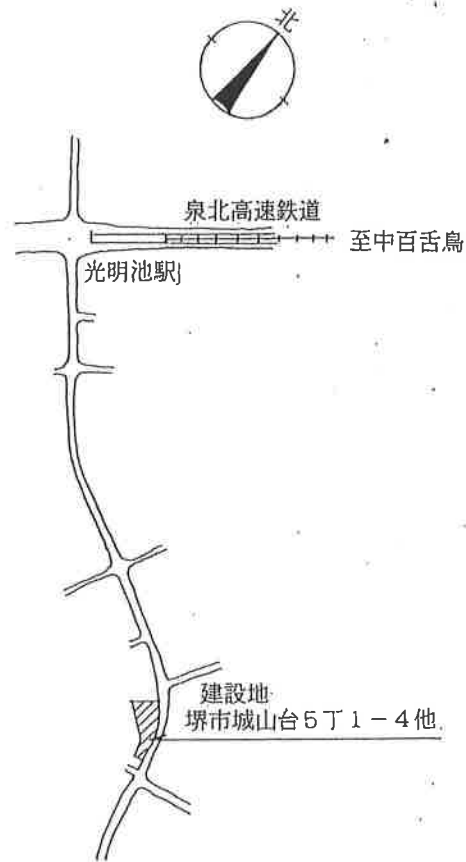 北
泉北高速鉄道
至中百舌鳥
光明池駅
建設地
堺市城山台5丁1-4他